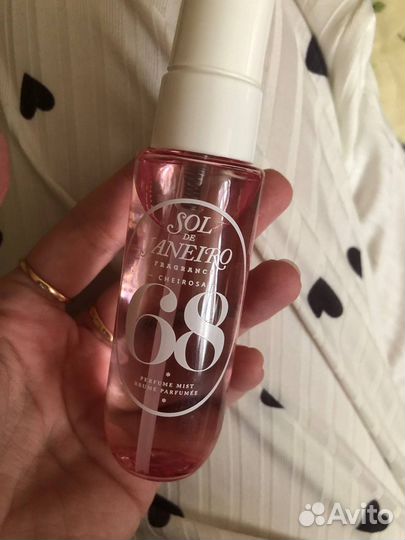 SOL
DE
JANEIRO
FRAGRANC
CHEIROSA
68
PERFUME MIST
BRUME PARFUMÉE
Avito